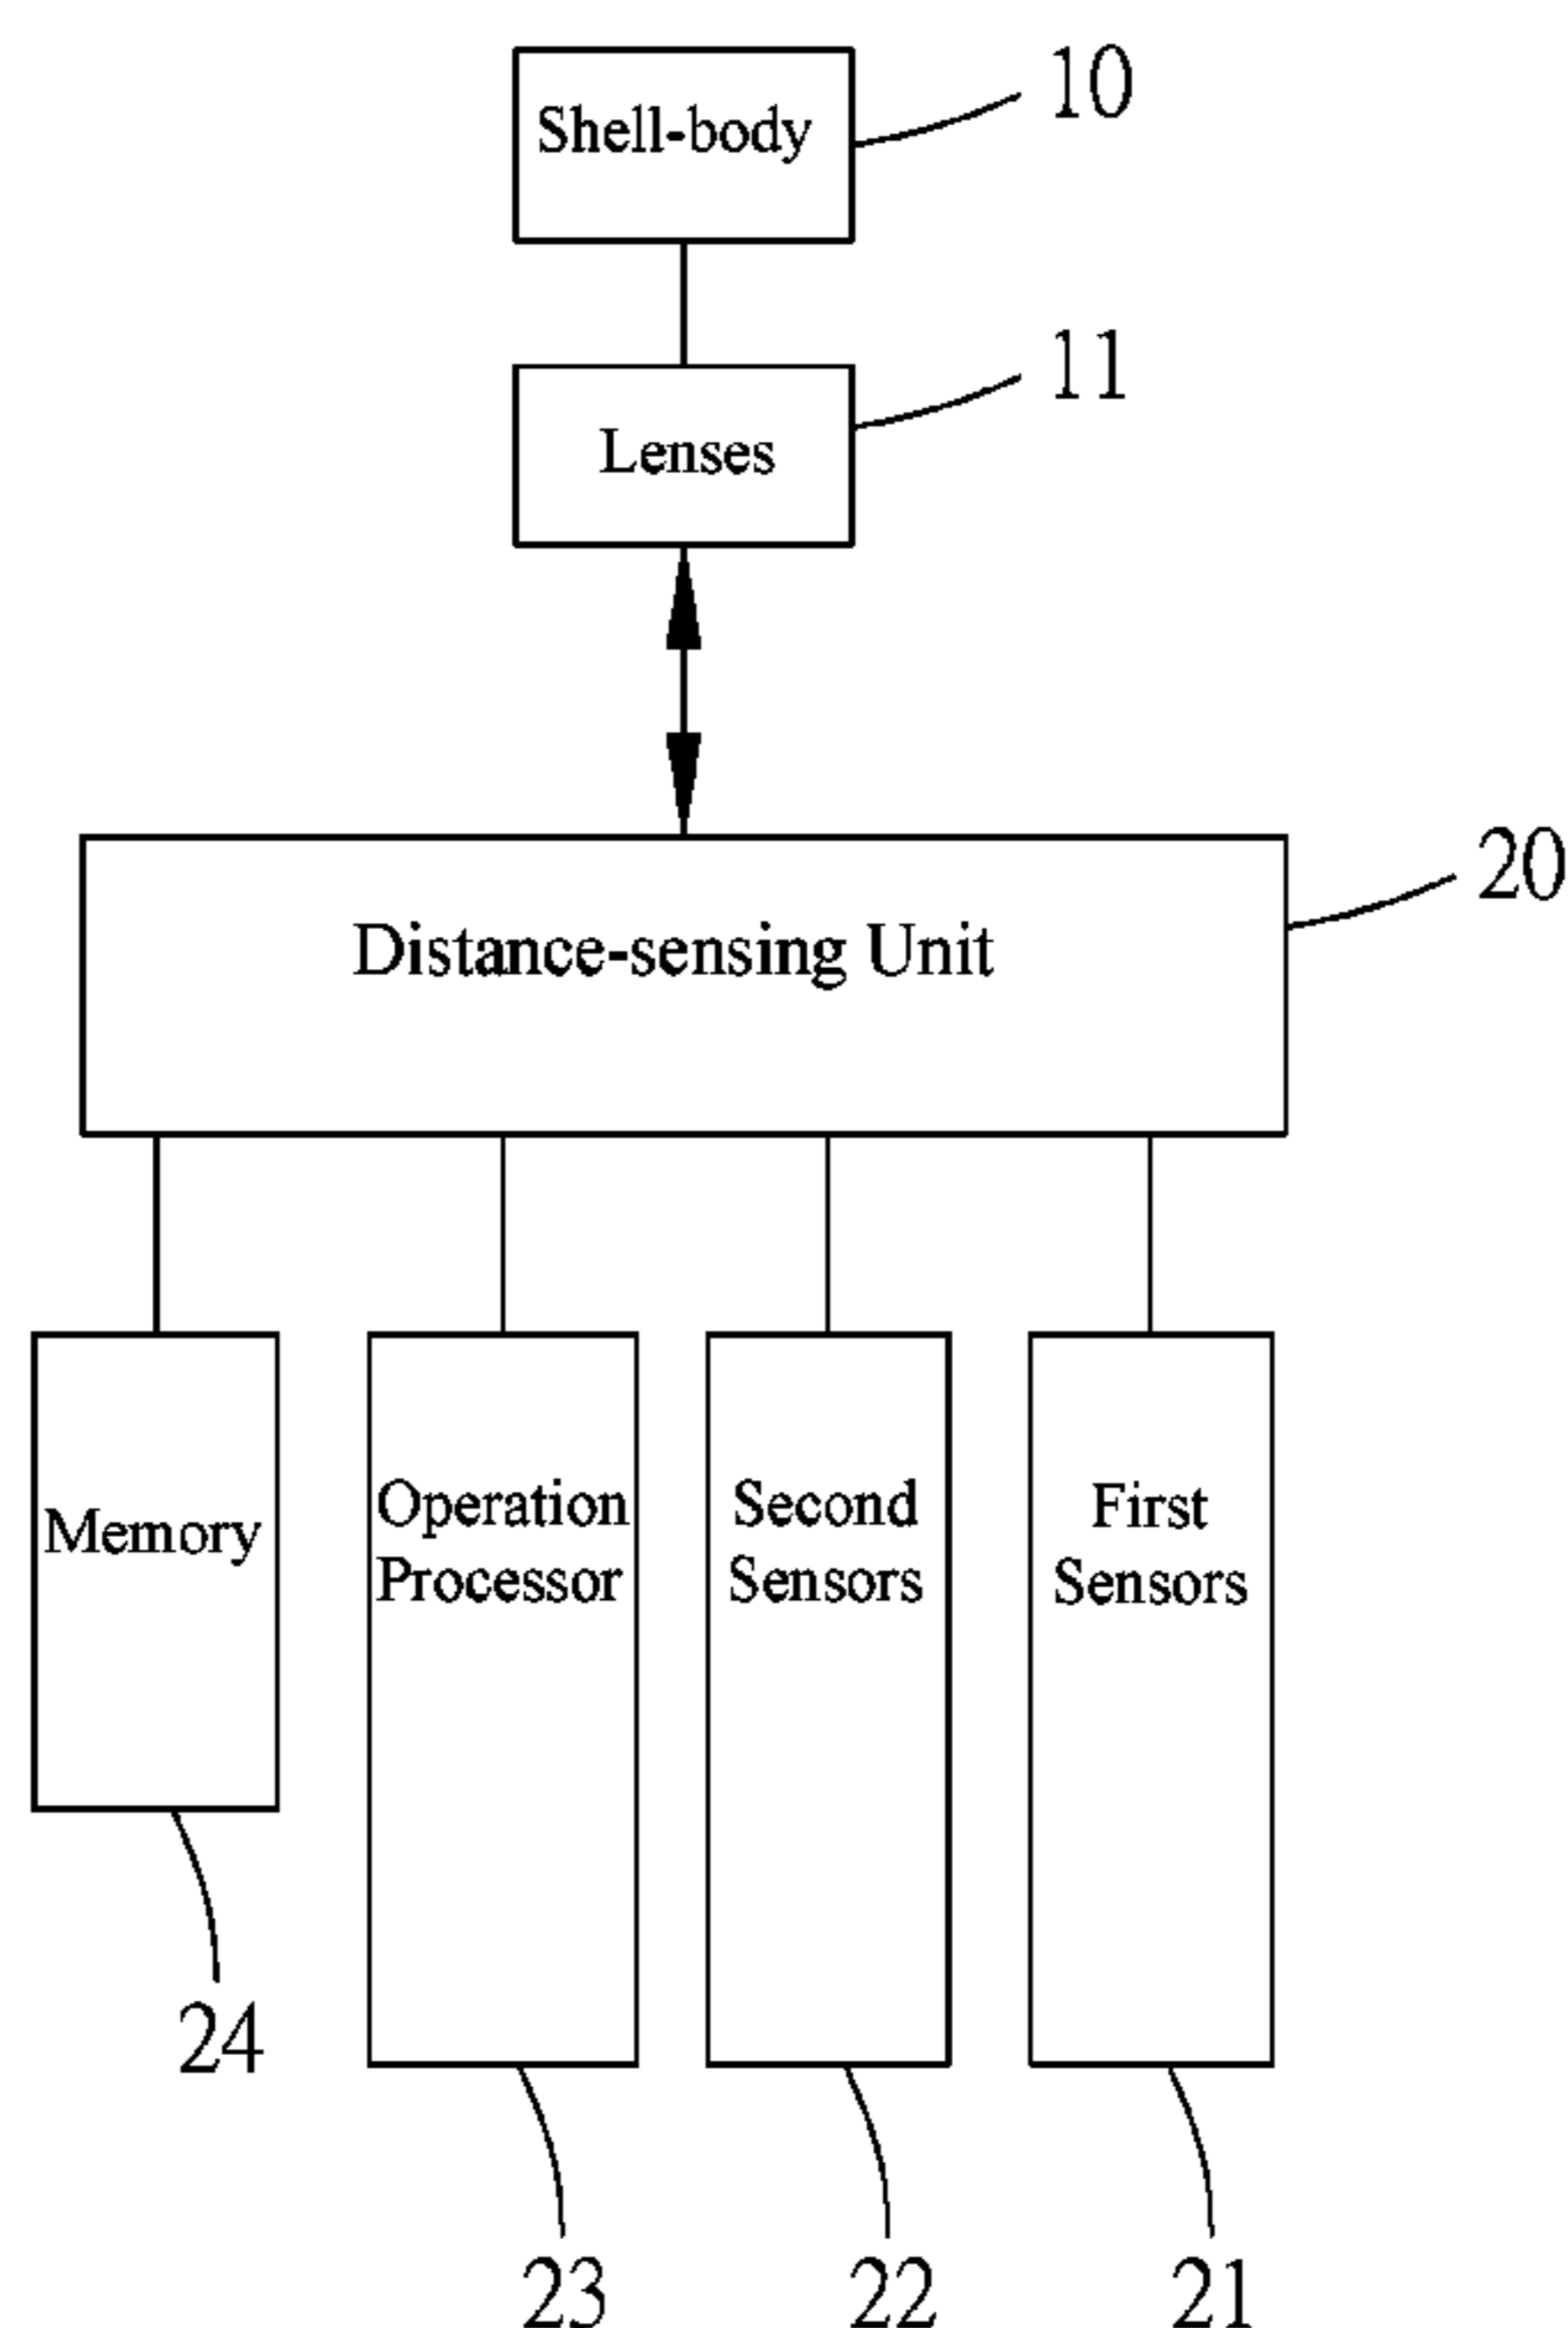 Shell-body
10
Lenses
11
Distance-sensing Unit
20
Memory
Operation
Processor
Second
Sensors
First
Sensors
24
23
22
21